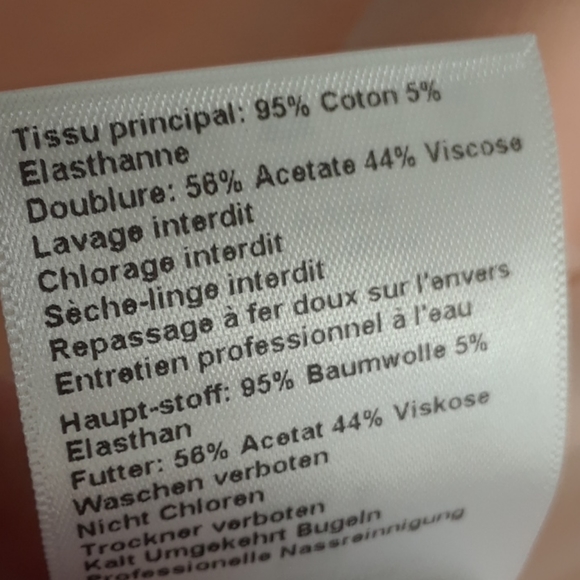 Tissu principal: 95% Coton 5%
Elasthanne
Doublure: 56% Acetate 44% Viscose
Lavage interdit
Chlorage interdit
Sèche-linge interdit
Repassage à fer doux sur l'envers
Entretien professionnel à l'eau
Haupt-stoff: 95% Baumwolle 5%
Elasthan
Futter: 56% Acetat 44% Viskose
Waschen verboten
Nicht Chloren
Trockner verboten
Kalt Umgekehrt Bugeln
Professionelle Nassreinnigung